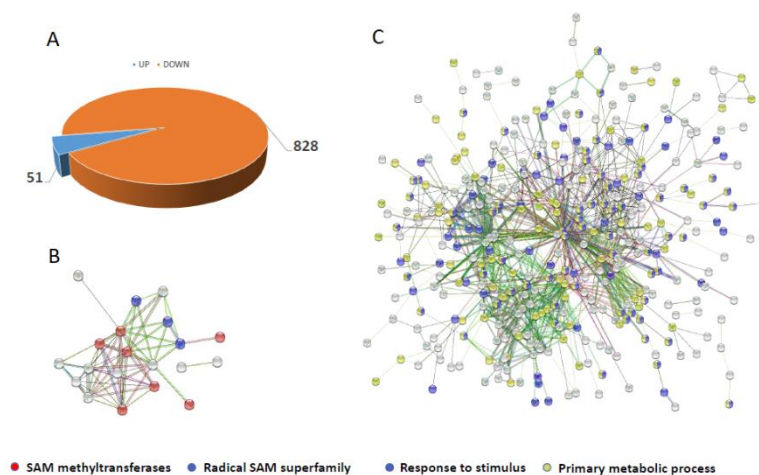 A
UP DOWN
828
51
B
C
SAM methyltransferases Radical SAM superfamily Response to stimulus Primary metabolic process